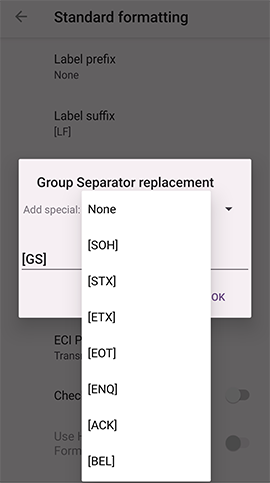 Standard formatting
Label prefix
None
Label suffix
[LF]
Group Separator replacement
Add special:
None
[GS]
[SOH]
[STX]
[ETX]
[EOT]
[ENQ]
[ACK]
[BEL]
OK
ECI P
Trans
Chec
Use H
Form